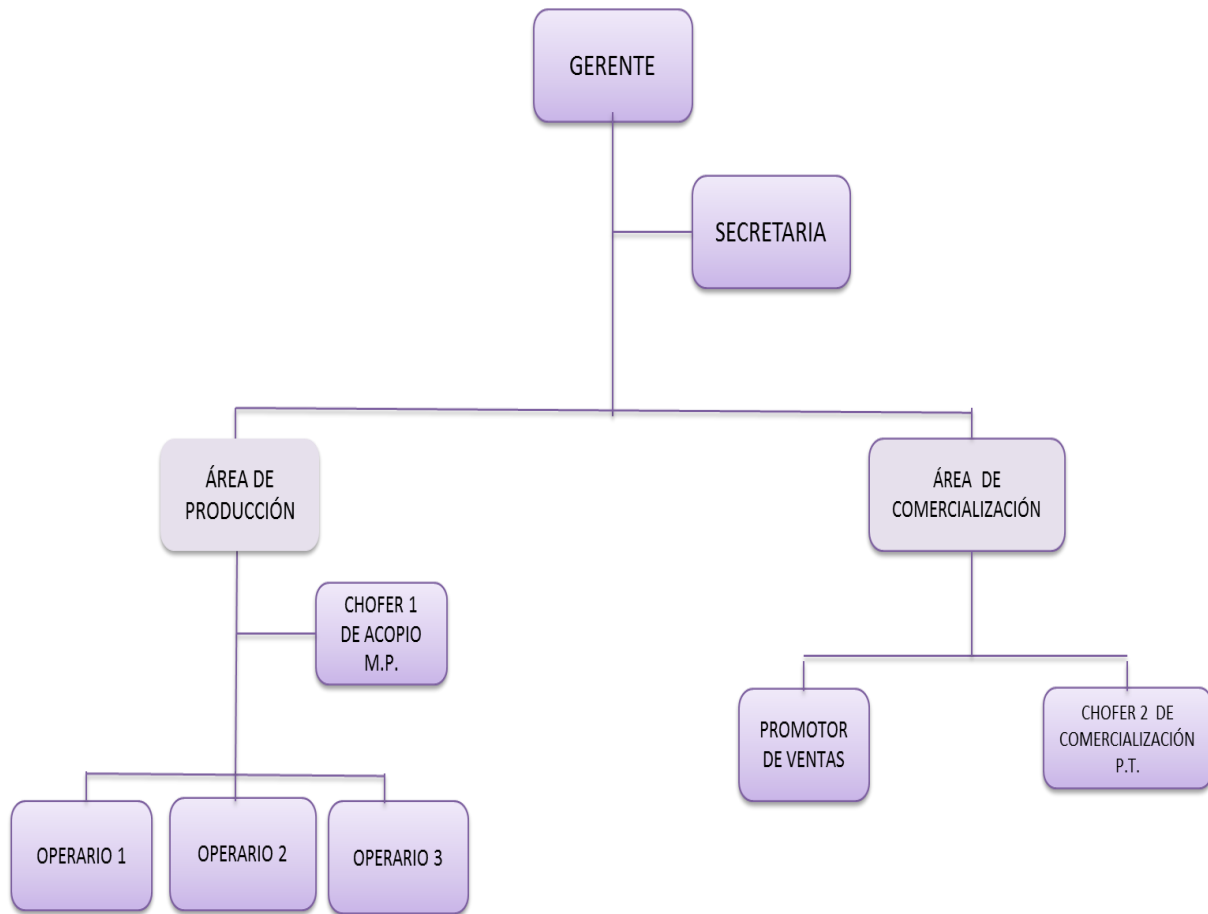 GERENTE
SECRETARIA
ÁREA DE
PRODUCCIÓN
ÁREA DE
COMERCIALIZACIÓN
CHOFER 1
DE ACOPIO
M.P.
PROMOTOR
DE VENTAS
CHOFER 2 DE
COMERCIALIZACIÓN
P.T.
OPERARIO 1
OPERARIO 2
OPERARIO 3